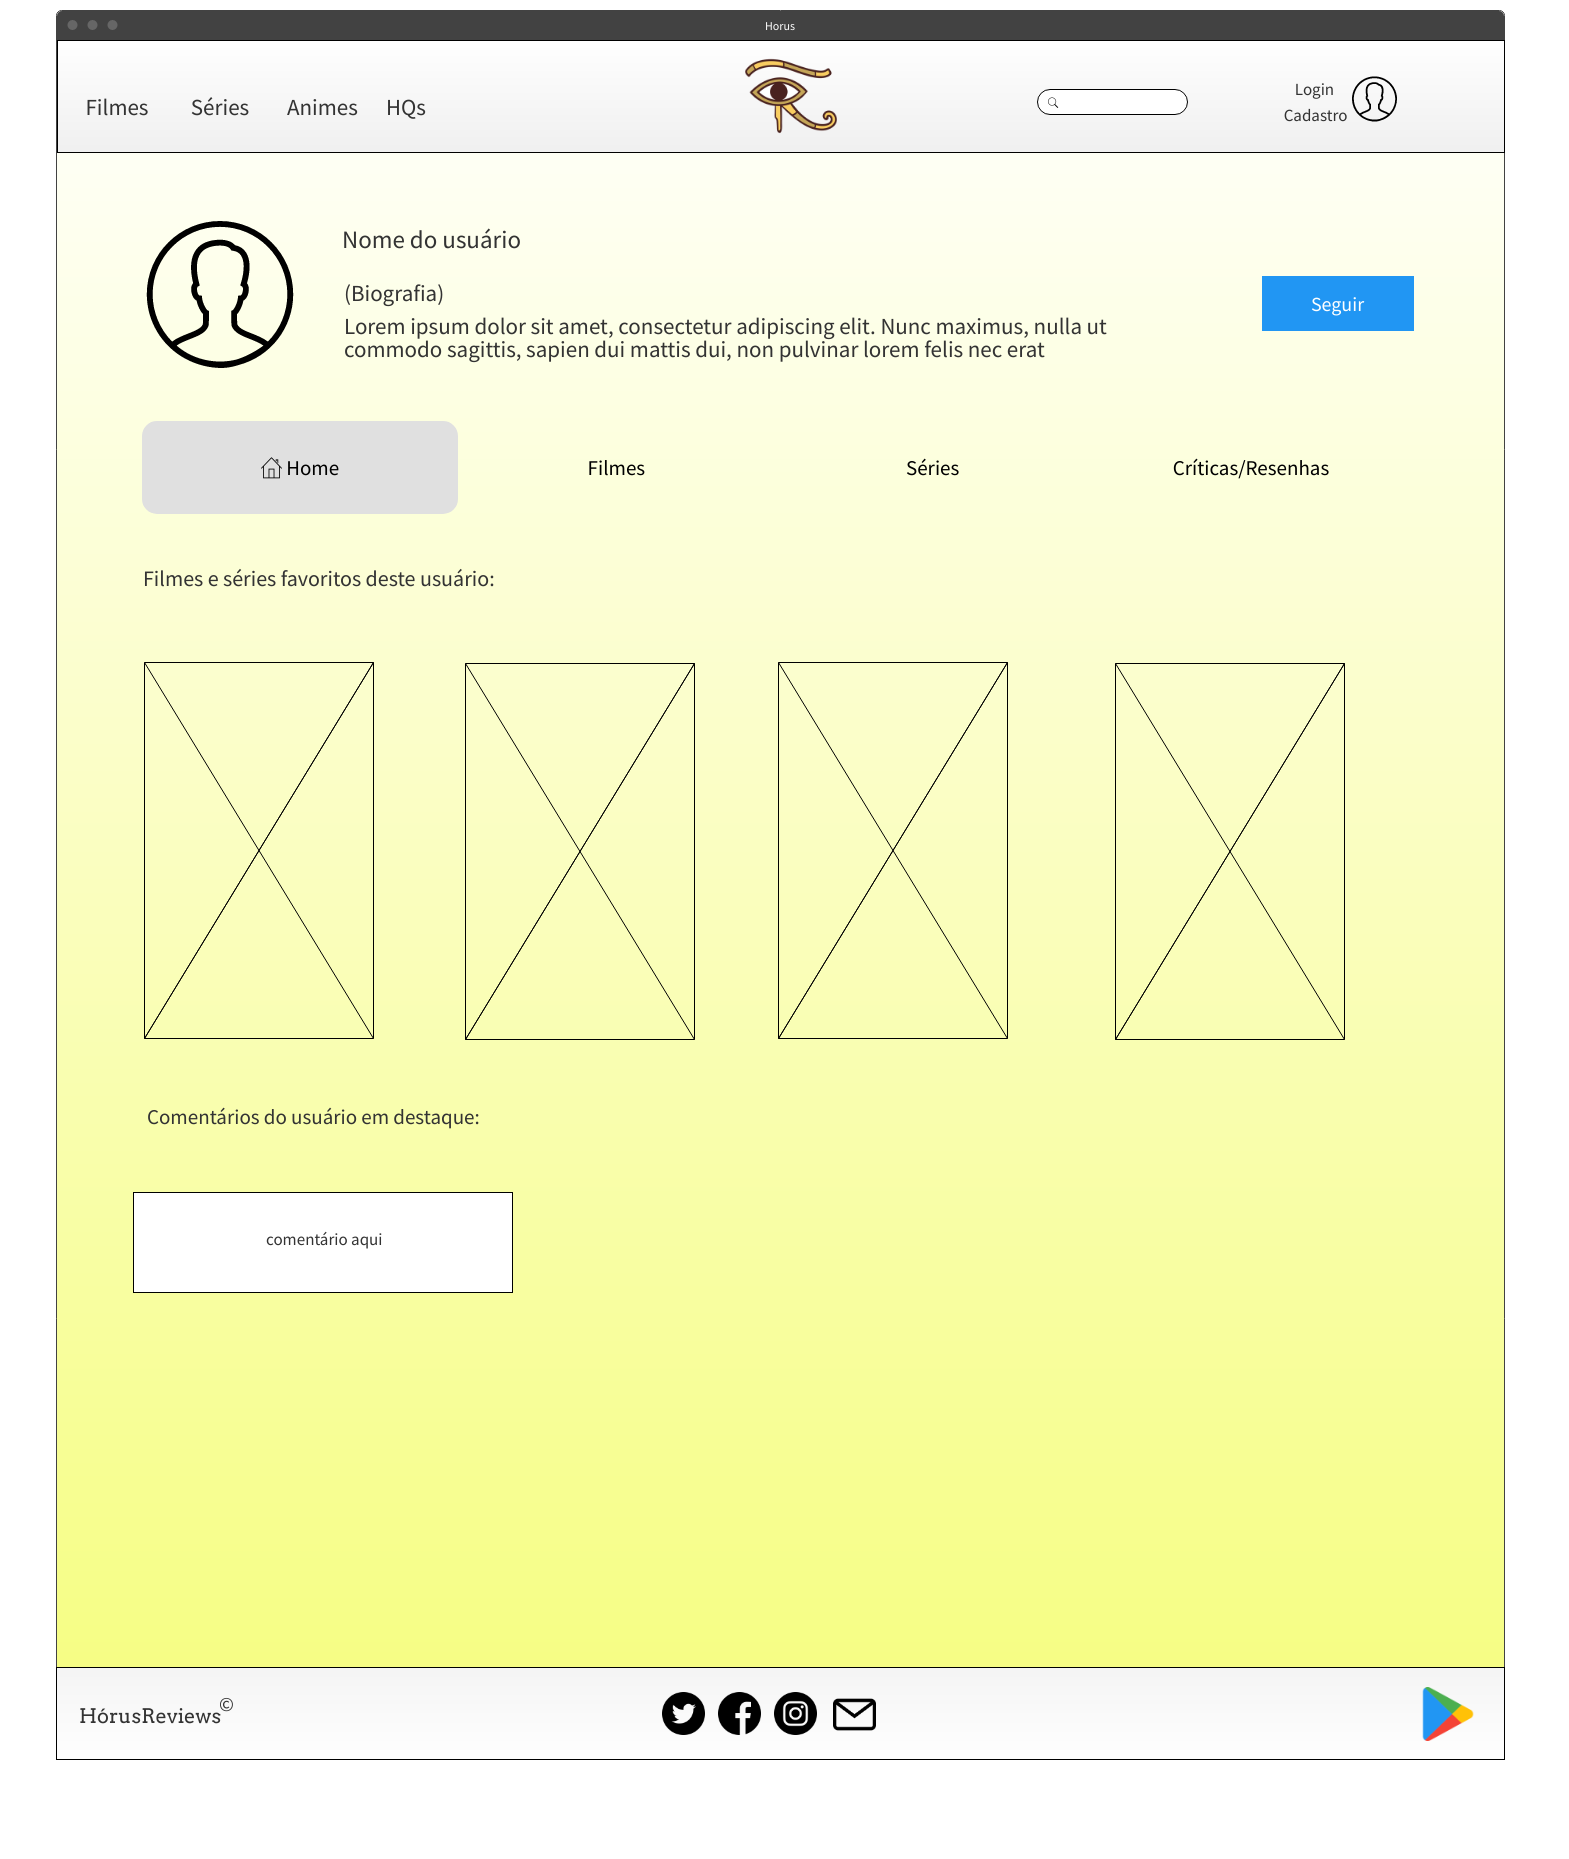 Horus
Filmes Séries Animes HQs
Login
Cadastro
Nome do usuário
(Biografia)
Lorem ipsum dolor sit amet, consectetur adipiscing elit. Nunc maximus, nulla ut
commodo sagittis, sapien dui mattis dui, non pulvinar lorem felis nec erat
Seguir
Home Filmes Séries Críticas/Resenhas
Filmes e séries favoritos deste usuário:
Comentários do usuário em destaque:
comentário aqui
HórusReviews©